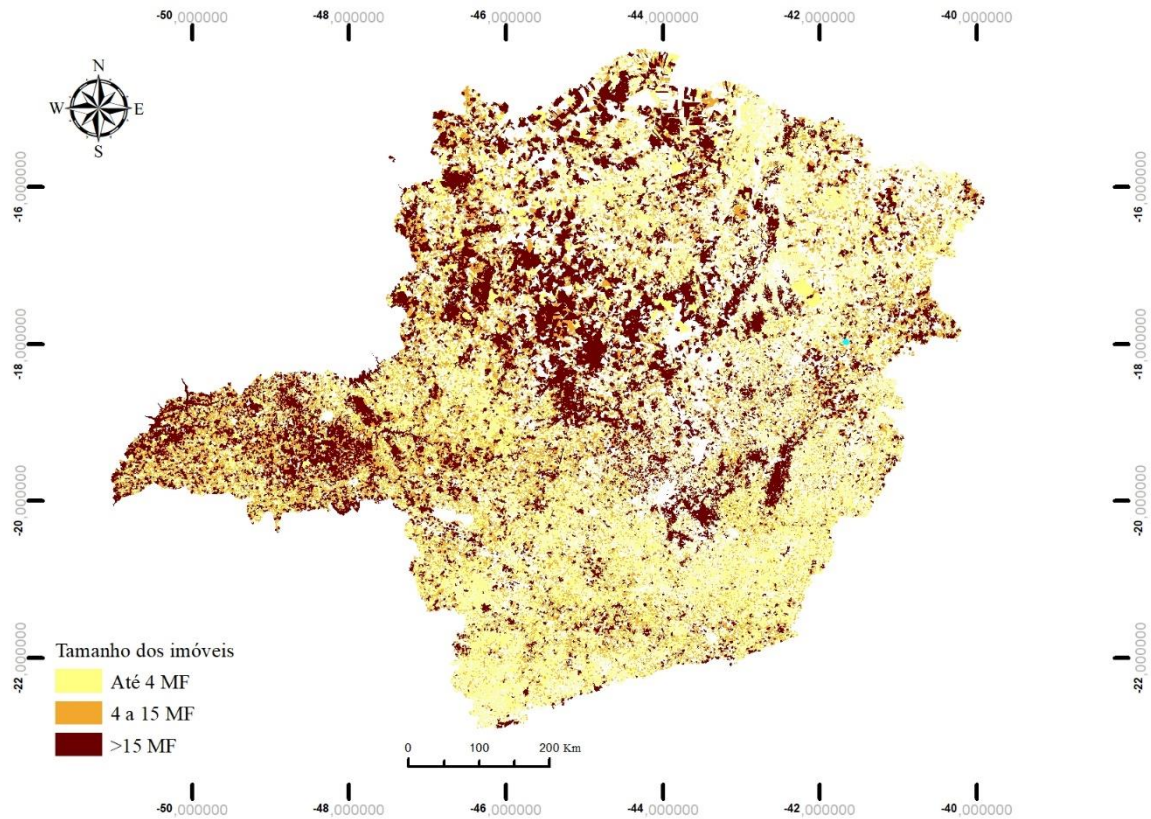 -50,000000 -48,000000 -46,000000 -44,000000 -42,000000 -40,000000
N
W E
S
-16,000000 -16,000000
-18,000000 -18,000000
-20,000000 -20,000000
-22,000000 -22,000000
Tamanho dos imóveis
Até 4 MF
4 a 15 MF
>15 MF
0 100 200 Km
-50,000000 -48,000000 -46,000000 -44,000000 -42,000000 -40,000000